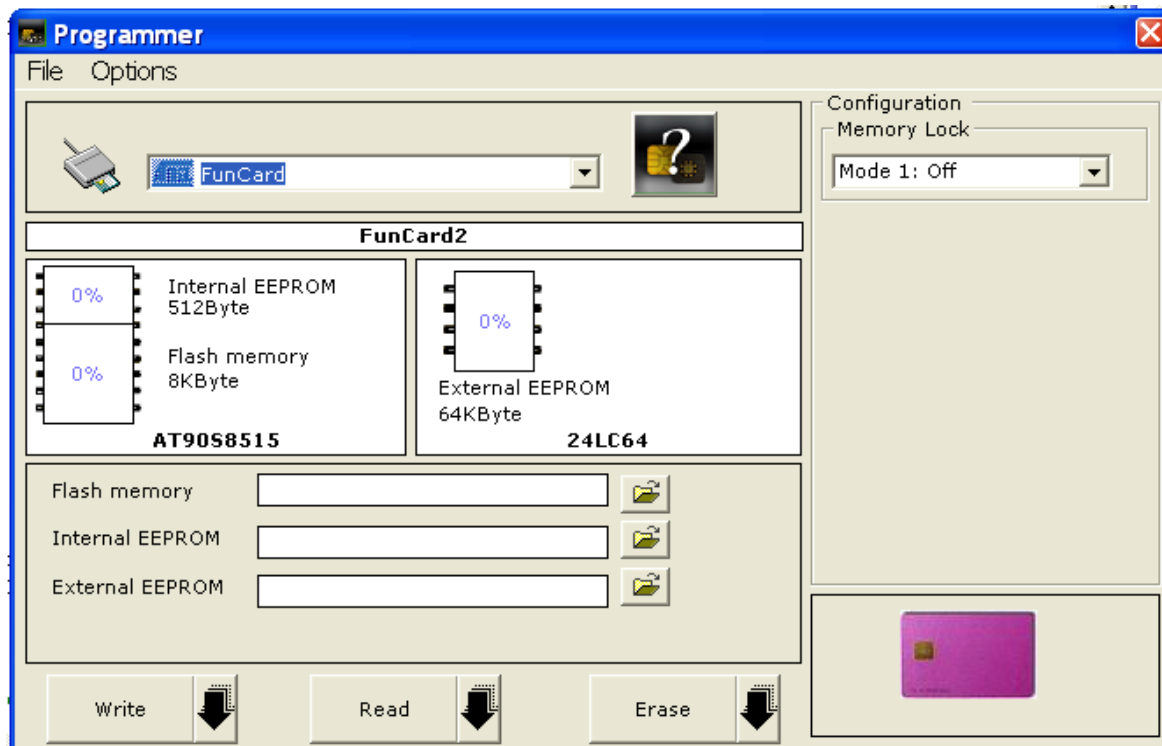 Programmer
File Options
FunCard
?
FunCard2
0%
Internal EEPROM
512Byte
0%
Flash memory
8KByte
AT90S8515
0%
External EEPROM
64KByte
24LC64
Flash memory
Internal EEPROM
External EEPROM
Write
Read
Erase
Configuration
Memory Lock
Mode 1: Off